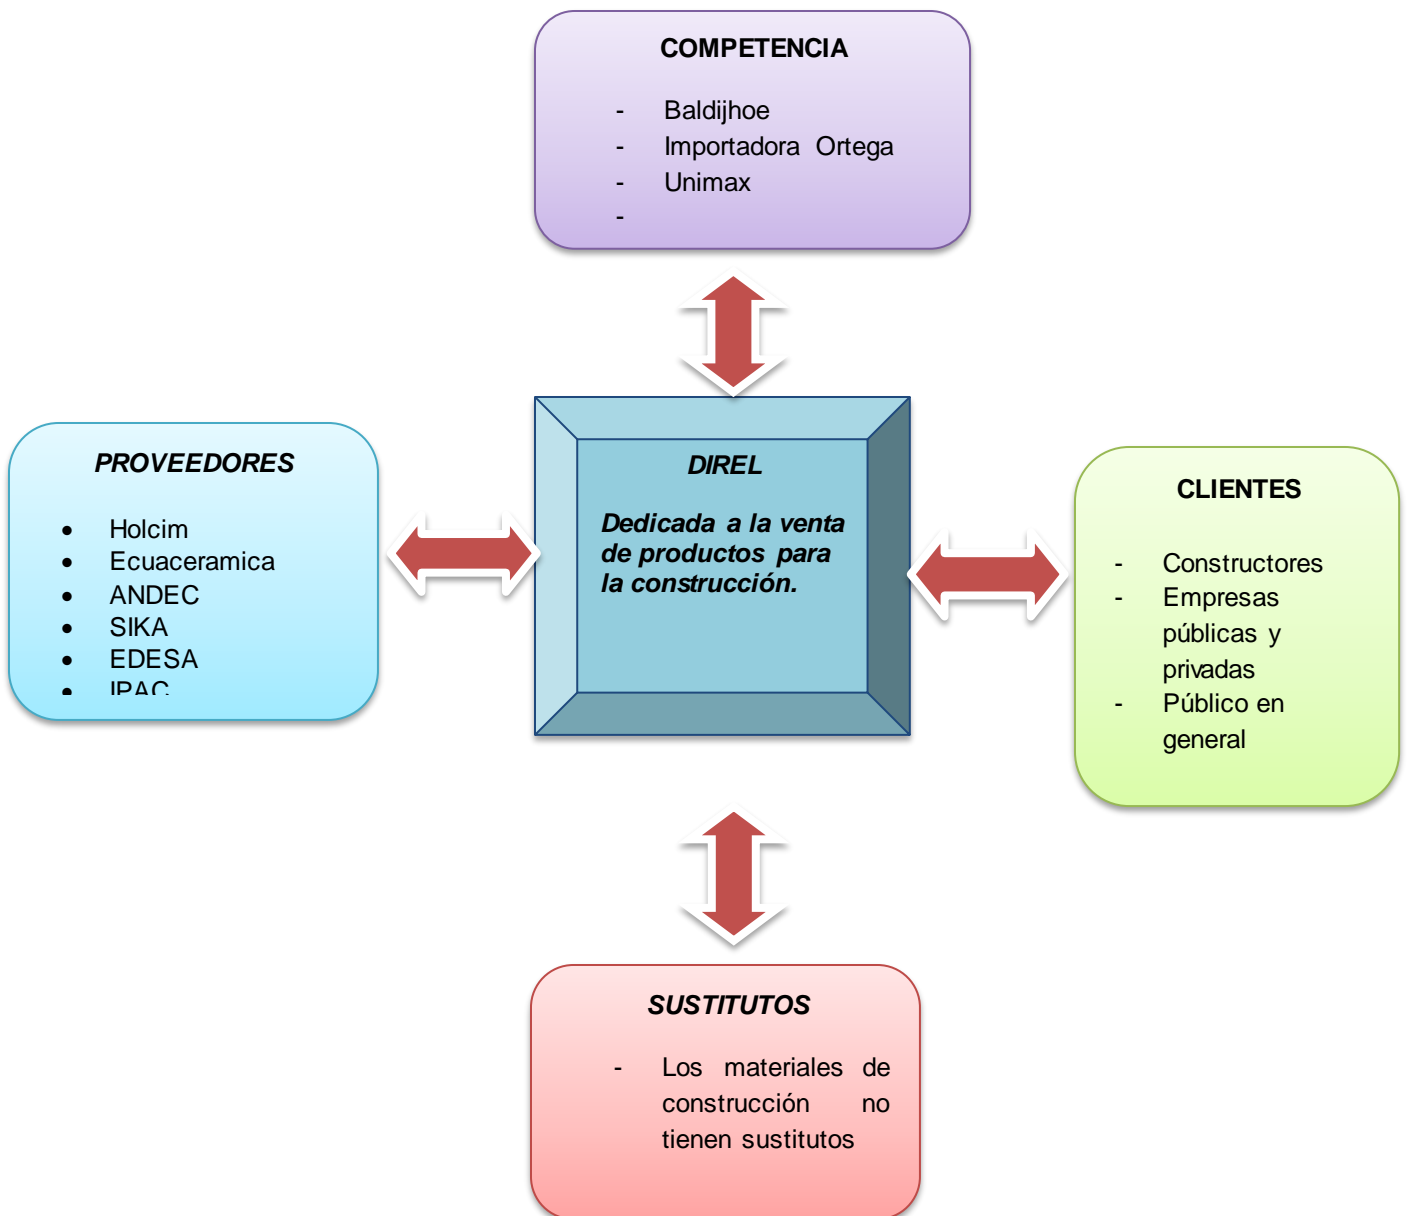 COMPETENCIA
- Baldijhoe
- Importadora Ortega
- Unimax
-
PROVEEDORES
• Holcim
• Ecuaceramica
• ANDEC
• SIKA
• EDESA
• IPAC
DIREL
Dedicada a la venta
de productos para
la construcción.
CLIENTES
- Constructores
- Empresas
públicas y
privadas
- Público en
general
SUSTITUTOS
- Los materiales de
construcción no
tienen sustitutos